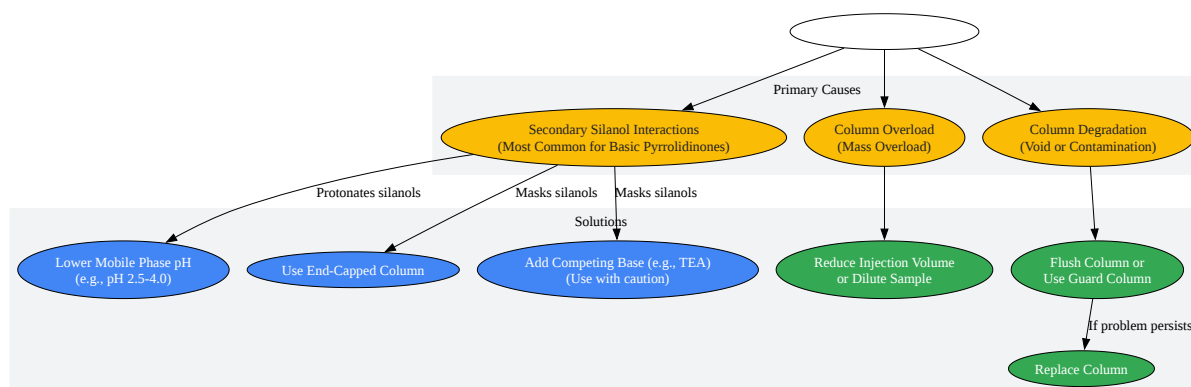 Primary Causes
Secondary Silanol Interactions
(Most Common for Basic Pyrrolidinones)
Column Overload
(Mass Overload)
Column Degradation
(Void or Contamination)
Protonates silanols
Masks silanols
Masks silanols
Solutions
Lower Mobile Phase pH
(e.g., pH 2.5-4.0)
Use End-Capped Column
Add Competing Base (e.g., TEA)
(Use with caution)
Reduce Injection Volume
or Dilute Sample
Flush Column or
Use Guard Column
If problem persists
Replace Column